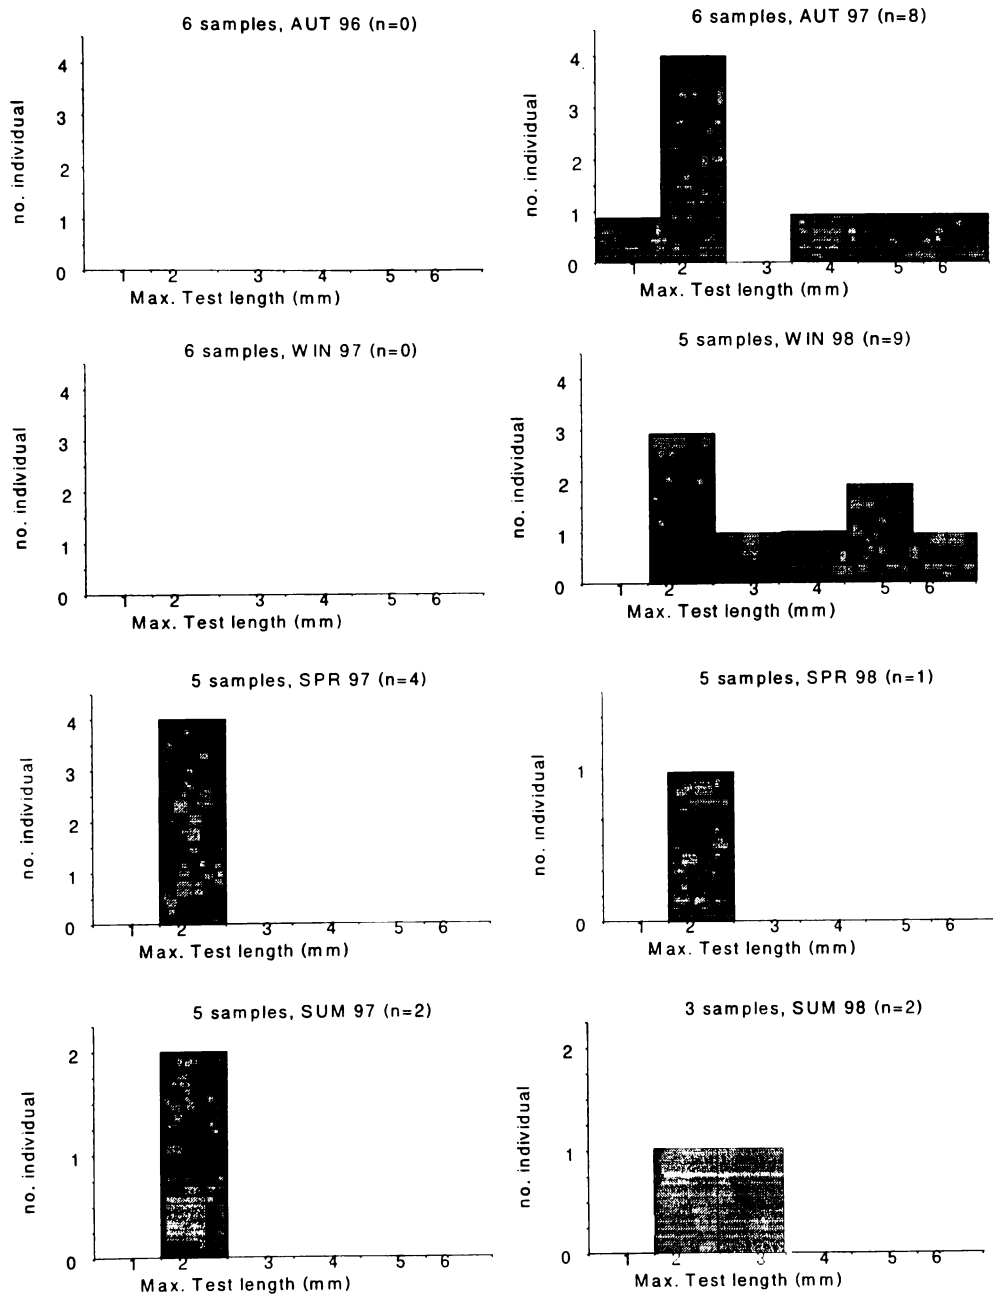 6 samples, AUT 96 (n=0)
no. individual
4
3
2
1
0
1 2 3 4 5 6
Max. Test length (mm)
6 samples, AUT 97 (n=8)
no. individual
4
3
2
1
0
1 2 3 4 5 6
Max. Test length (mm)
6 samples, WIN 97 (n=0)
no. individual
4
3
2
1
0
1 2 3 4 5 6
Max. Test length (mm)
5 samples, WIN 98 (n=9)
no. individual
4
3
2
1
0
1 2 3 4 5 6
Max. Test length (mm)
5 samples, SPR 97 (n=4)
no. individual
4
3
2
1
0
1 2 3 4 5 6
Max. Test length (mm)
5 samples, SPR 98 (n=1)
no. individual
1
0
1 2 3 4 5 6
Max. Test length (mm)
5 samples, SUM 97 (n=2)
no. individual
2
1
0
1 2 3 4 5 6
Max. Test length (mm)
3 samples, SUM 98 (n=2)
no. individual
2
1
0
1 2 3 4 5 6
Max. Test length (mm)